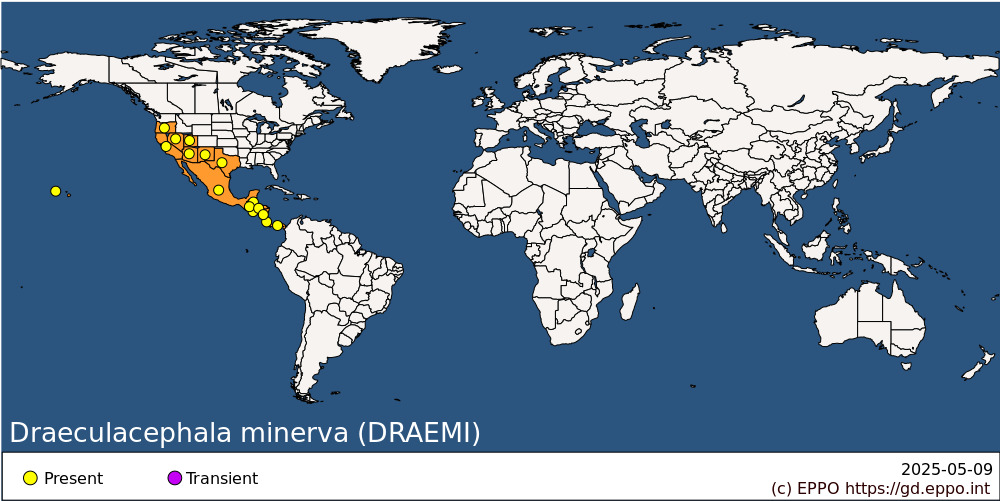 Draeculacephala minerva (DRAEMI)
Present
Transient
2025-05-09
(c) EPPO https://gd.eppo.int